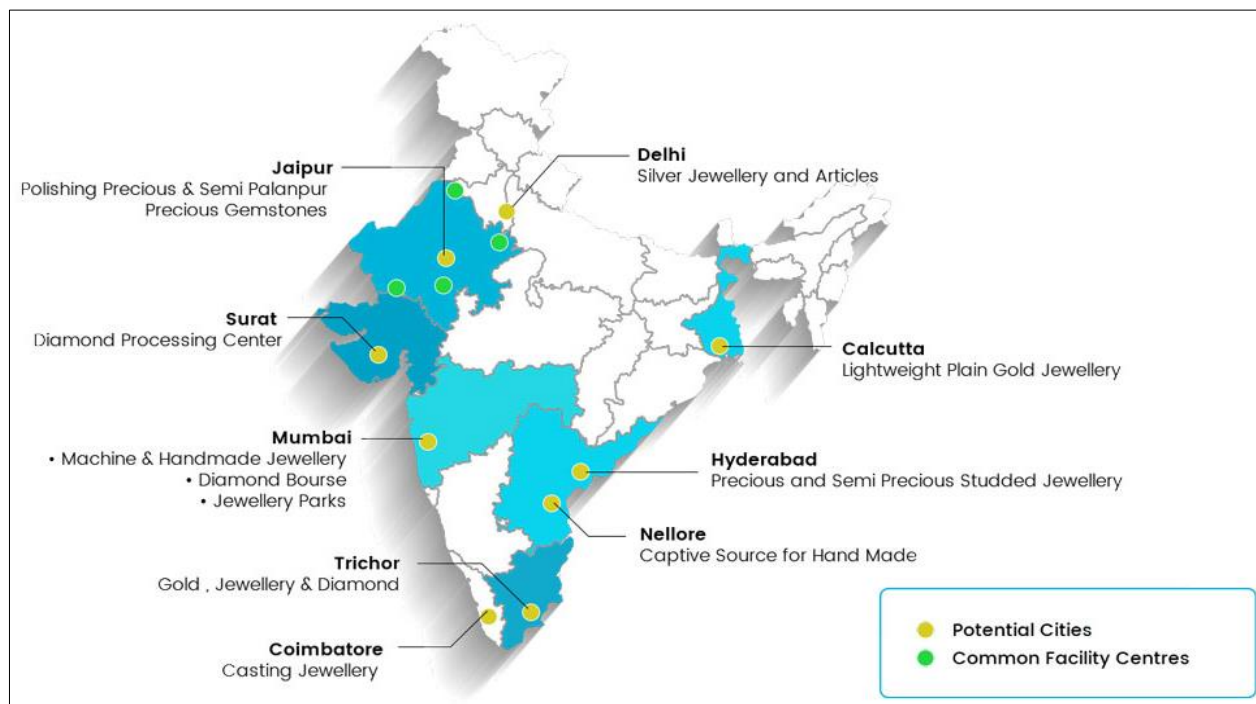 Jaipur
Polishing Precious & Semi Palanpur
Precious Gemstones
Delhi
Silver Jewellery and Articles
Surat
Diamond Processing Center
Calcutta
Lightweight Plain Gold Jewellery
Mumbai
• Machine & Handmade Jewellery
• Diamond Bourse
• Jewellery Parks
Hyderabad
Precious and Semi Precious Studded Jewellery
Nellore
Captive Source for Hand Made
Trichor
Gold , Jewellery & Diamond
Coimbatore
Casting Jewellery
Potential Cities
Common Facility Centres